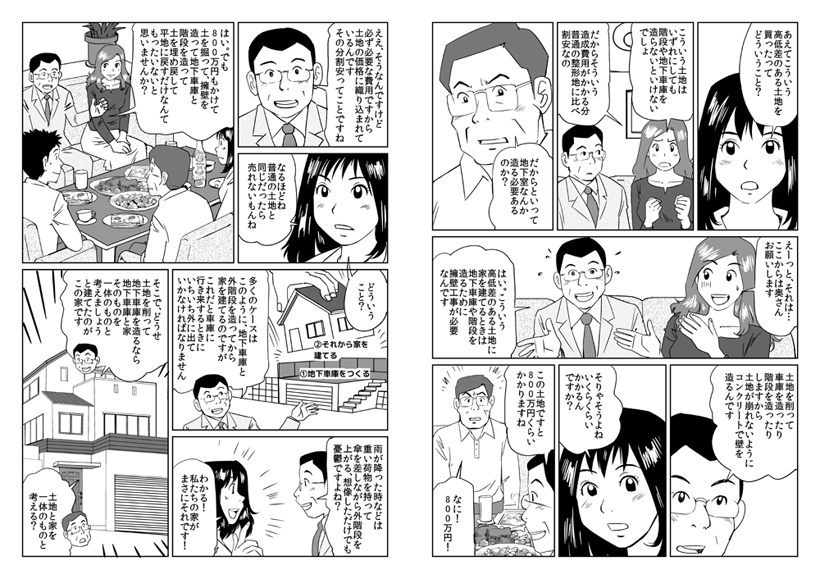 あえてこういう
高低差のある土地を
買ったって
どういうこと?
こういう土地は
いずれにしても
階段や地下車庫を
造らないといけない
でしょ
だからそういう
造成費用がかかる分
普通の整形地に比べ
割安なの
だからといって
地下室なんか
造る必要ある
のか?
えーっと、それは…
ここからは奥さん
お願いします
はい。こういう
高低差のある土地に
家を建てるときは
地下車庫や階段を
造るために
擁壁工事が必要
なんです
土地を削って
車庫を造ったり
階段を造ったり
しますから
土地が崩れないように
コンクリートで壁を
造るんです
そりゃそうよね
いくらくらい
かかるん
ですか?
この土地ですと
800万円くらい
かかりますね
なに!
800万円!
ええ、そうなんですけど
必ず必要な費用ですから
土地の価格に織り込まれて
いるんです
その分割安ってことですね
はい。でも
800万円もかけて
土を掘って、擁壁を
造って地下車庫と
階段を造って
土を埋め戻して
平地に戻すだけなんて
もったいないと
思いませんか?
なるほどね
普通の土地と
同じだったら
売れないもんね
どういう
こと?
②それから家を
建てる
①地下車庫をつくる
多くのケースは
このように、地下車庫と
外階段を造ってから
家を建てるのですが
これだと車庫に
行き来するときに
いちいち外に出て
いかなければなりません
雨が降った時などは
重い荷物を持って
傘を差しながら外階段を
上がる、想像しただけでも
憂鬱ですよね?
わかる!
私たちの家が
まさにそれです!
そこで、どうせ
土地を削って
地下車庫を造るなら
地下車庫と家
そのものを
一体のものと
考えましょう
と建てたのが
この家です
土地と家を
一体のものと
考える?